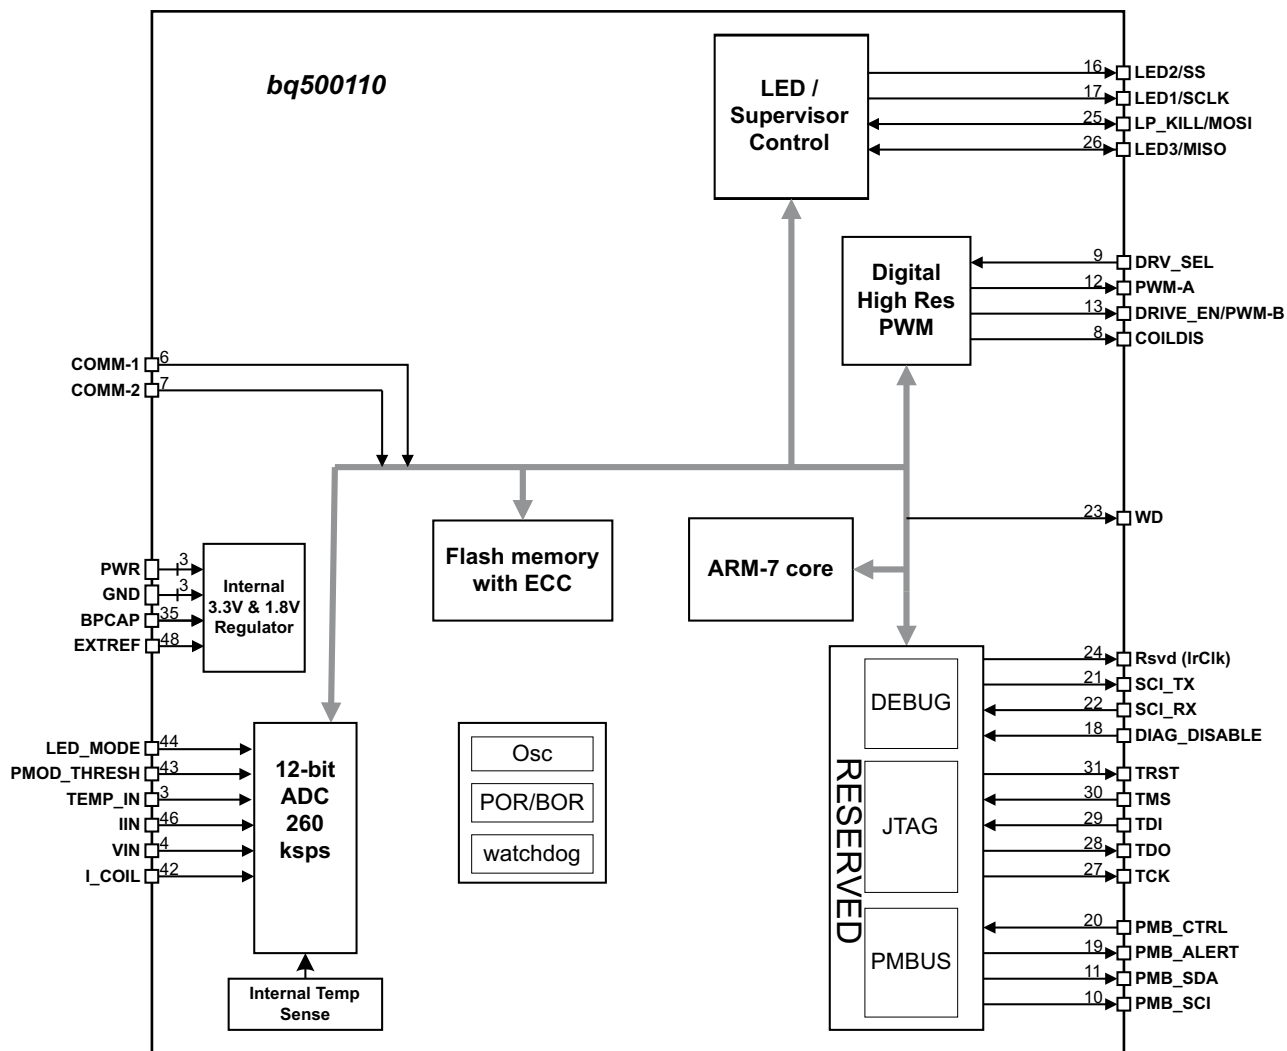 bq500110
LED /
Supervisor
Control
16 LED2/SS
17 LED1/SCLK
25 LP_KILL/MOSI
26 LED3/MISO
Digital
High Res
PWM
9 DRV_SEL
12 PWM-A
13 DRIVE_EN/PWM-B
8 COILDIS
COMM-1 6
COMM-2 7
23 WD
Flash memory
with ECC
ARM-7 core
PWR 3
GND 3
BPCAP 35
EXTREF 48
Internal
3.3V & 1.8V
Regulator
LED_MODE 44
PMOD_THRESH 43
TEMP_IN 3
IIN 46
VIN 4
I_COIL 42
12-bit
ADC
260
ksps
Internal Temp
Sense
Osc
POR/BOR
watchdog
RESERVED
DEBUG
JTAG
PMBUS
24 Rsvd (IrClk)
21 SCI_TX
22 SCI_RX
18 DIAG_DISABLE
31 TRST
30 TMS
29 TDI
28 TDO
27 TCK
20 PMB_CTRL
19 PMB_ALERT
11 PMB_SDA
10 PMB_SCI